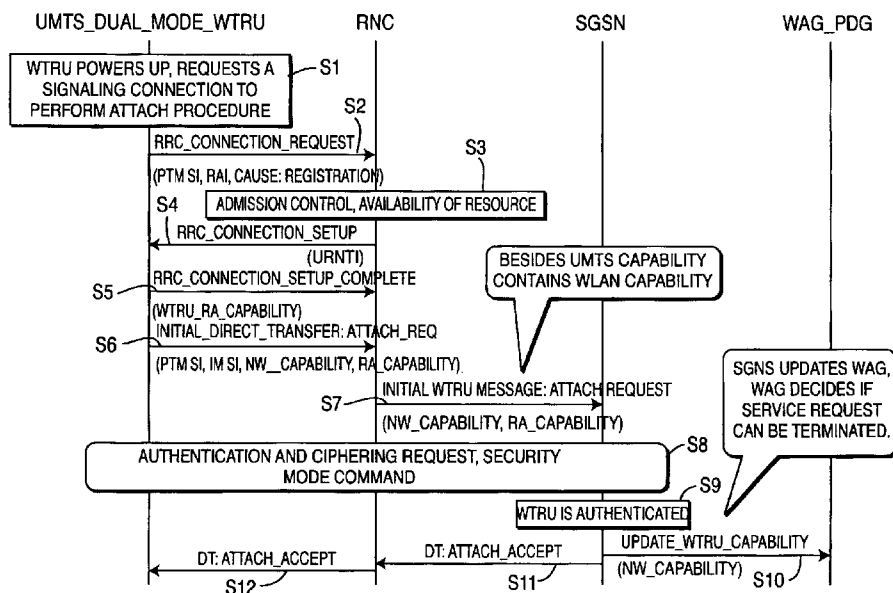 UMTS_DUAL_MODE_WTRU
RNC
SGSN
WAG_PDG
WTRU POWERS UP, REQUESTS A
SIGNALING CONNECTION TO
PERFORM ATTACH PROCEDURE
S1
S2
RRC_CONNECTION_REQUEST
(PTM SI, RAI, CAUSE: REGISTRATION)
S3
ADMISSION CONTROL, AVAILABILITY OF RESOURCE
S4
RRC_CONNECTION_SETUP
(URNTI)
BESIDES UMTS CAPABILITY
CONTAINS WLAN CAPABILITY
RRC_CONNECTION_SETUP_COMPLETE
S5
(WTRU_RA_CAPABILITY)
INITIAL_DIRECT_TRANSFER: ATTACH_REQ
S6
(PTM SI, IM SI, NW__CAPABILITY, RA_CAPABILITY)
SGNS UPDATES WAG,
WAG DECIDES IF
SERVICE REQUEST
CAN BE TERMINATED.
INITIAL WTRU MESSAGE: ATTACH REQUEST
S7
(NW_CAPABILITY, RA_CAPABILITY)
S8
AUTHENTICATION AND CIPHERING REQUEST, SECURITY
MODE COMMAND
S9
WTRU IS AUTHENTICATED
UPDATE_WTRU_CAPABILITY
(NW_CAPABILITY)
S10
DT: ATTACH_ACCEPT
S11
DT: ATTACH_ACCEPT
S12